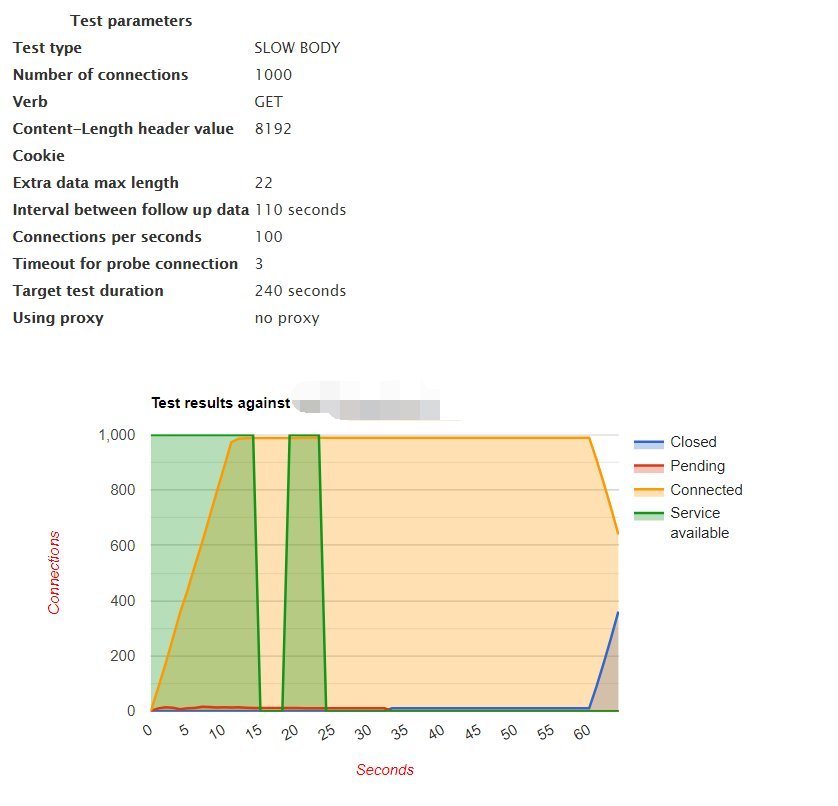 Test parameters
Test type SLOW BODY
Number of connections 1000
Verb GET
Content-Length header value 8192
Cookie
Extra data max length 22
Interval between follow up data 110 seconds
Connections per seconds 100
Timeout for probe connection 3
Target test duration 240 seconds
Using proxy no proxy
Test results against
1,000
800
600
400
200
0
Connections
0 5 10 15 20 25 30 35 40 45 50 55 60
Seconds
Closed
Pending
Connected
Service
available